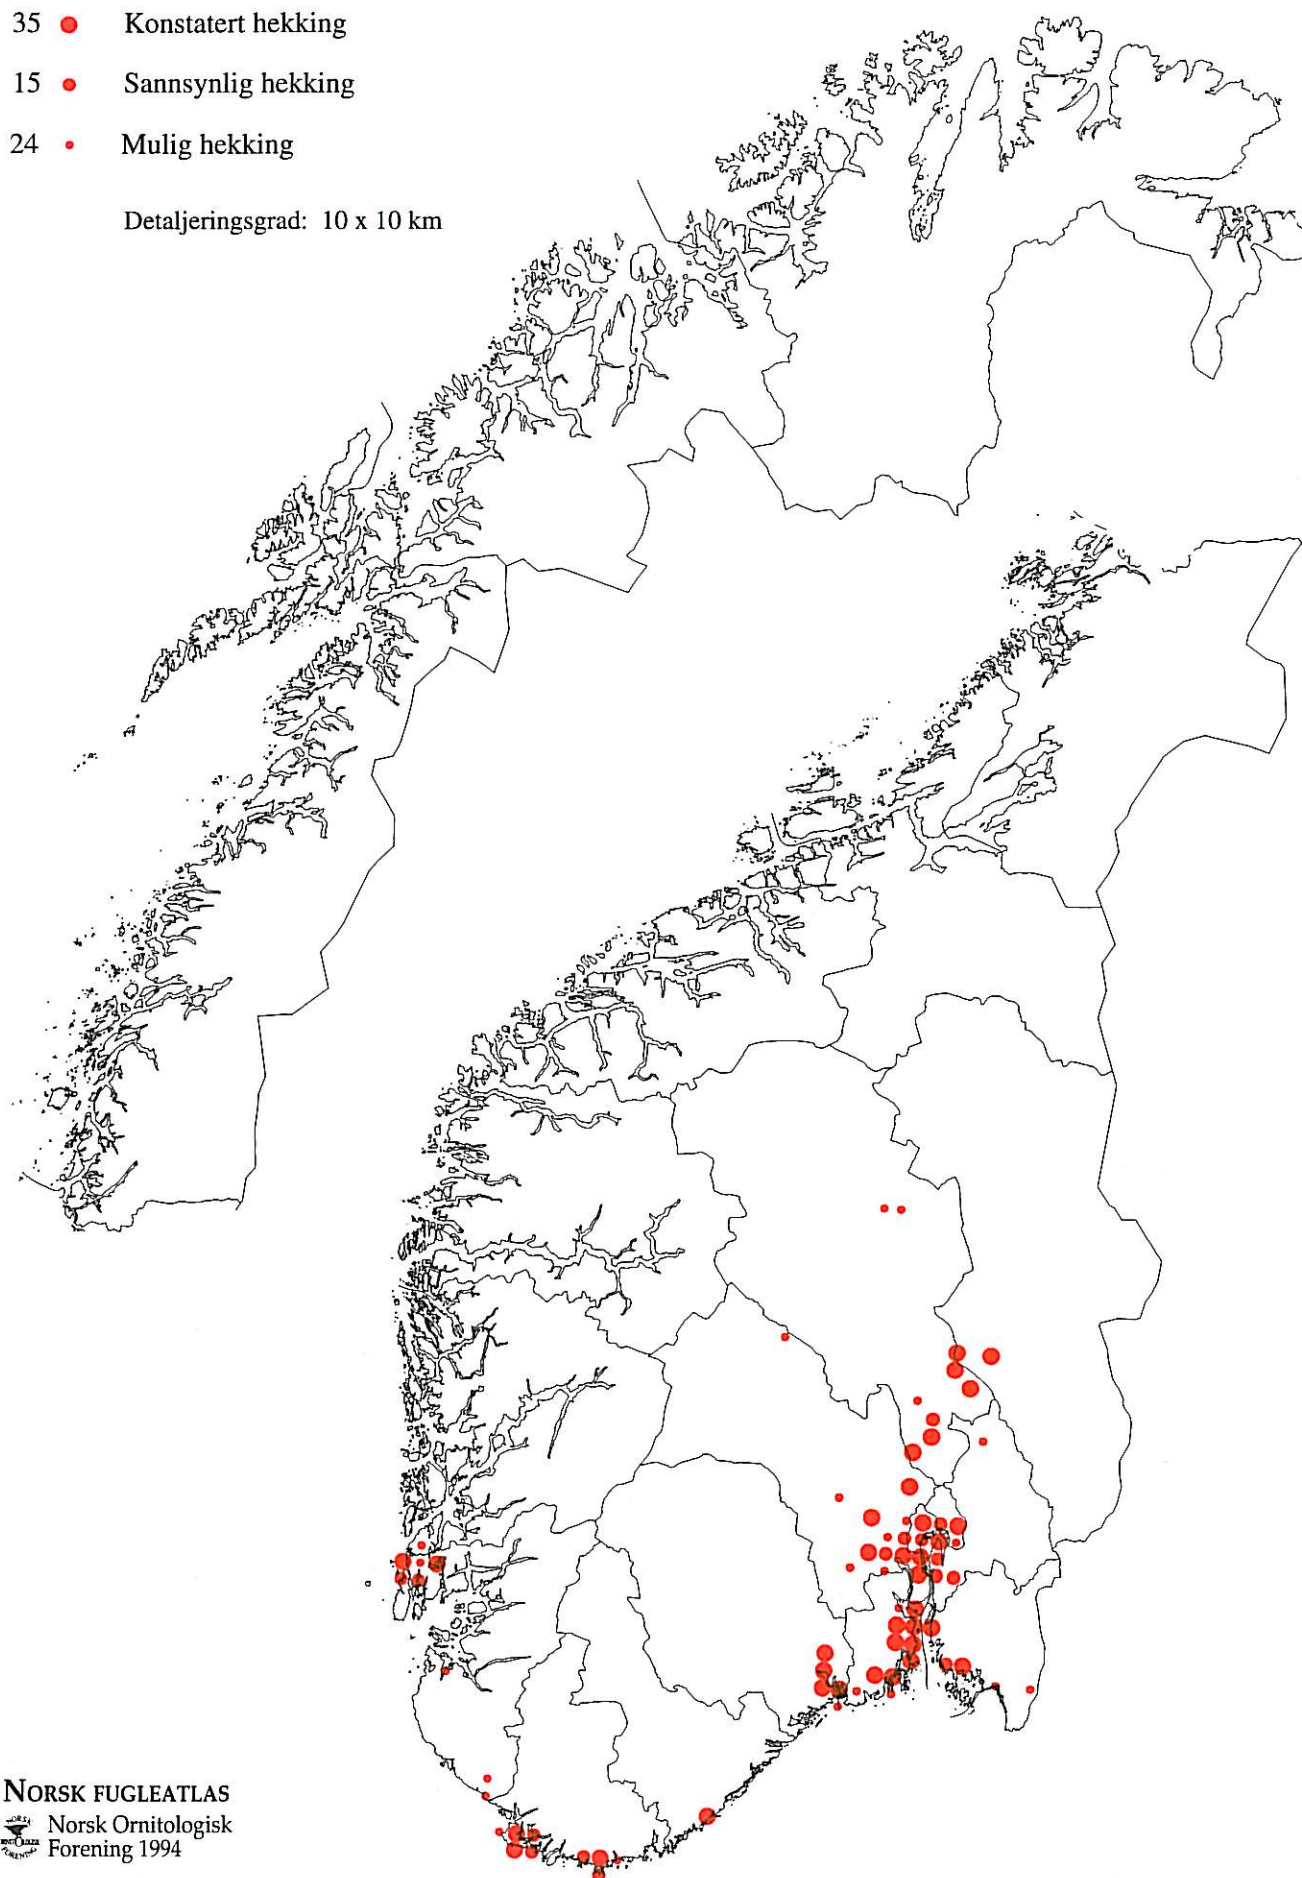 35 Konstatert hekking
15 Sannsynlig hekking
24 Mulig hekking
Detaljeringsgrad: 10 x 10 km
NORSK FUGLEATLAS
Norsk Ornitologisk
Forening 1994